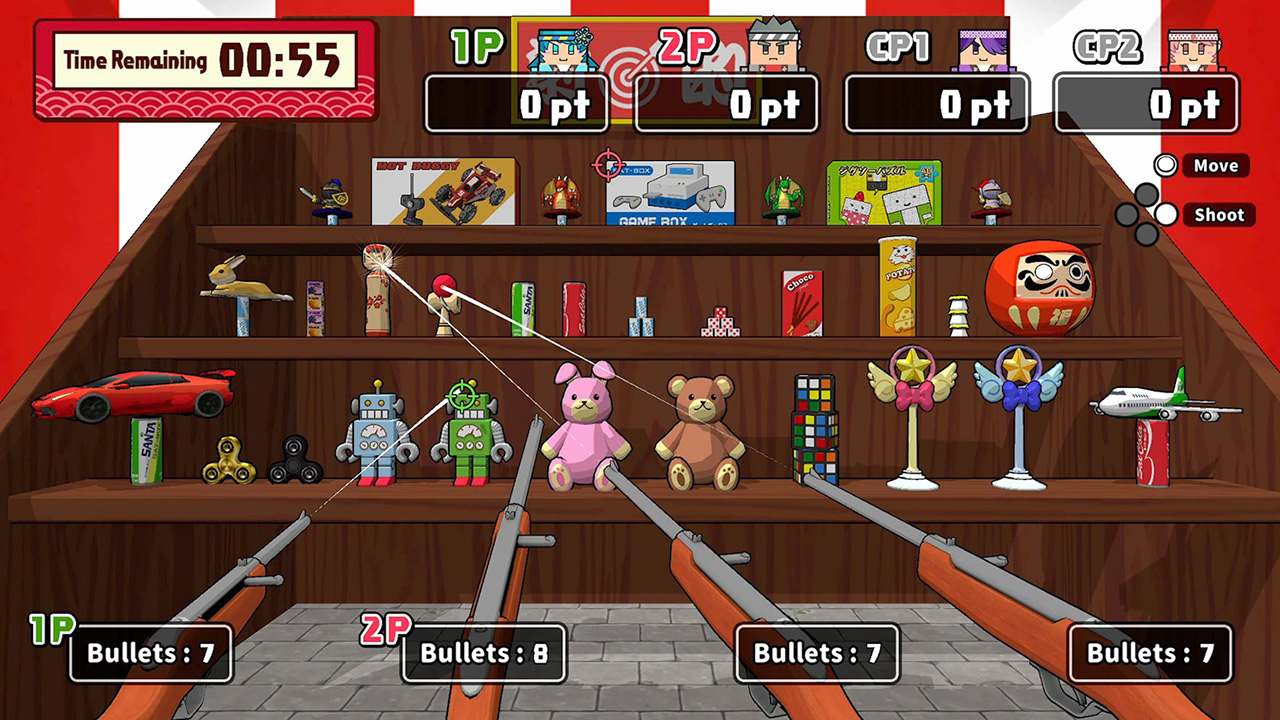 Time Remaining 00:55
1P
2P
CP1
CP2
0 pt
0 pt
0 pt
0 pt
Move
Shoot
HOT BUGGY
GAME BOX
ジグソーパズル
SANTA
Choco
POTATO
福
SANTA
1P
2P
Bullets : 7
Bullets : 8
Bullets : 7
Bullets : 7